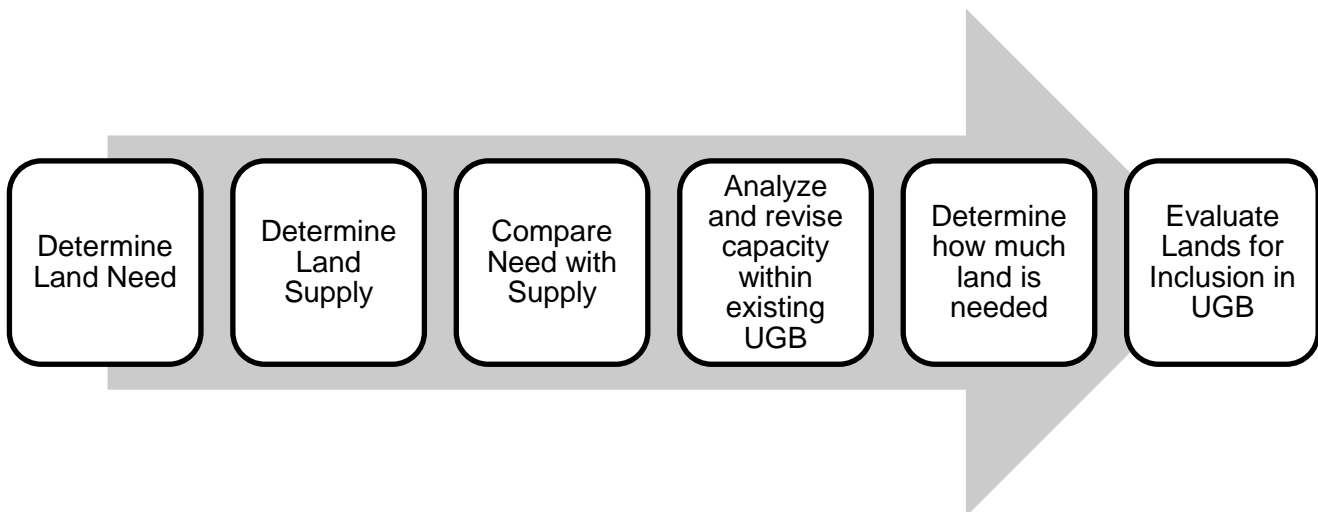 Determine
Land Need
Determine
Land
Supply
Compare
Need with
Supply
Analyze
and revise
capacity
within
existing
UGB
Determine
how much
land is
needed
Evaluate
Lands for
Inclusion in
UGB